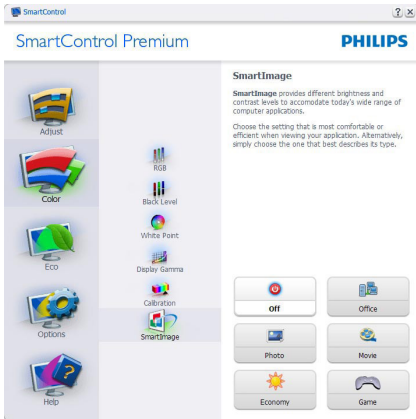 SmartControl
SmartControl Premium
PHILIPS
Adjust
Color
Eco
Options
Help
RGB
Black Level
White Point
Display Gamma
Calibration
SmartImage
SmartImage
SmartImage provides different brightness and
contrast levels to accomodate today's wide range of
computer applications.
Choose the setting that is most comfortable or
efficient when viewing your application. Alternatively,
simply choose the one that best describes its type.
Off
Office
Photo
Movie
Economy
Game